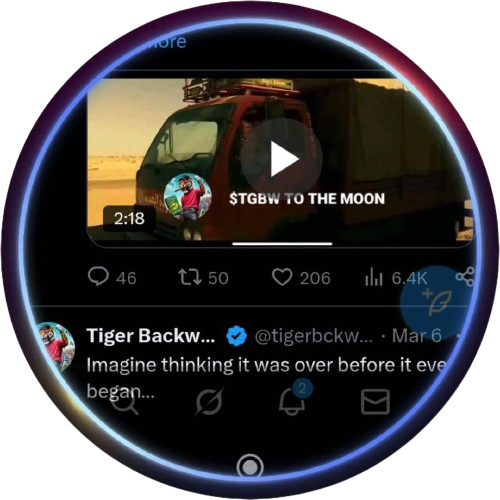 more
$TGBW TO THE MOON
2:18
46 50 206 6.4K
Tiger Backw... @tigerbckw... · Mar 6
Imagine thinking it was over before it eve
began...
2